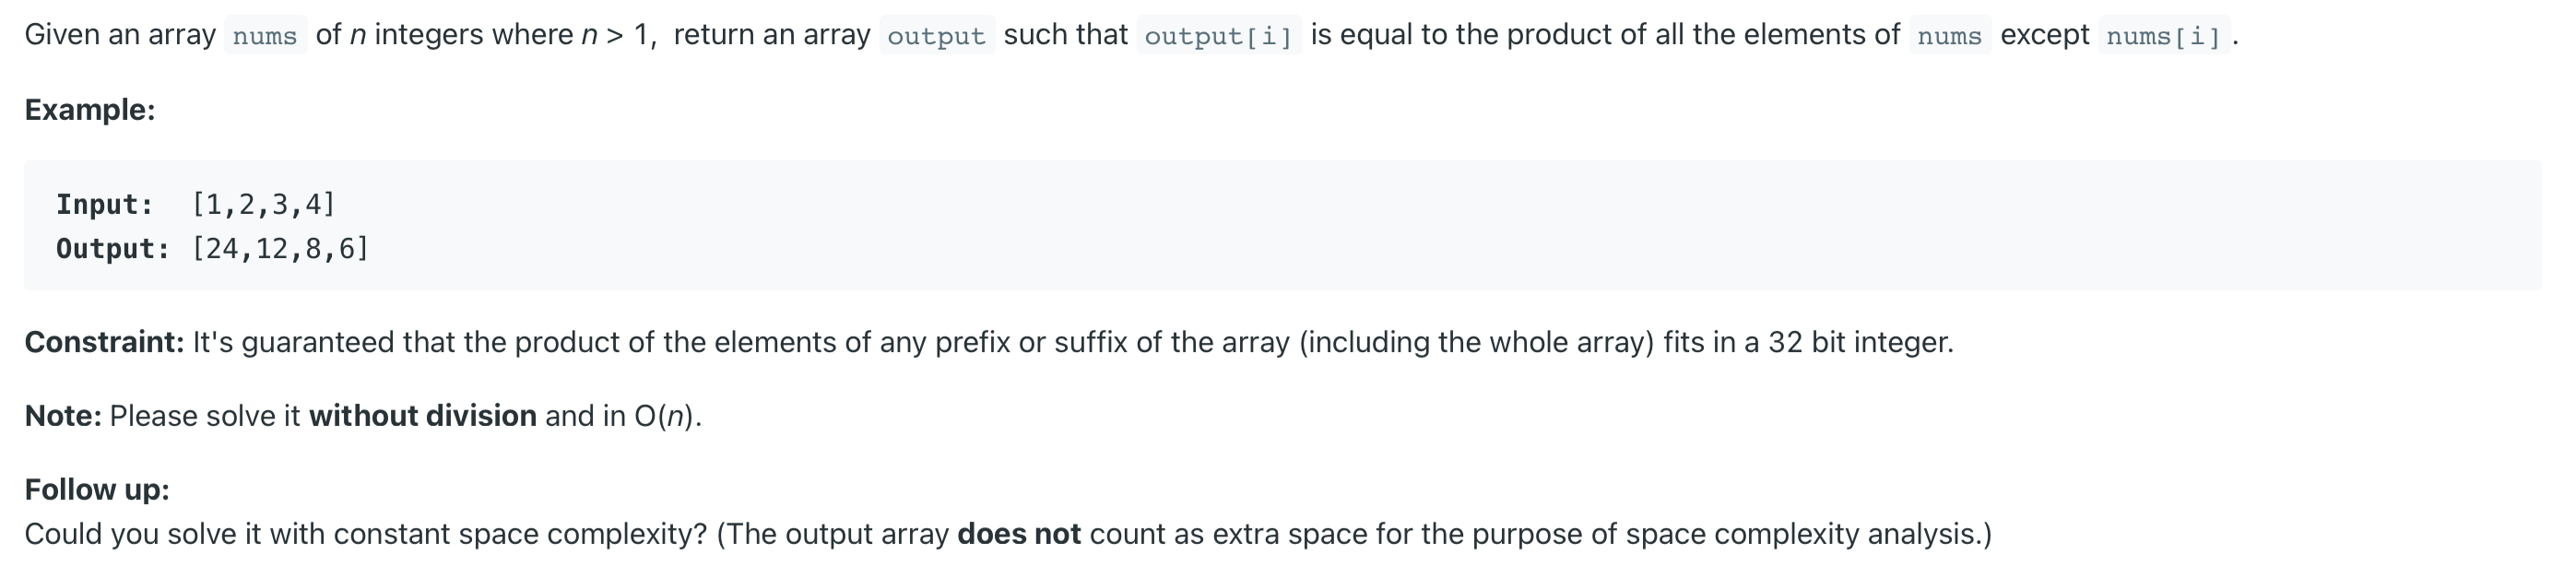 Given an array nums of n integers where n > 1, return an array output such that output[i] is equal to the product of all the elements of nums except nums[i].
Example:
Input: [1,2,3,4]
Output: [24,12,8,6]
Constraint: It's guaranteed that the product of the elements of any prefix or suffix of the array (including the whole array) fits in a 32 bit integer.
Note: Please solve it without division and in O(n).
Follow up:
Could you solve it with constant space complexity? (The output array does not count as extra space for the purpose of space complexity analysis.)